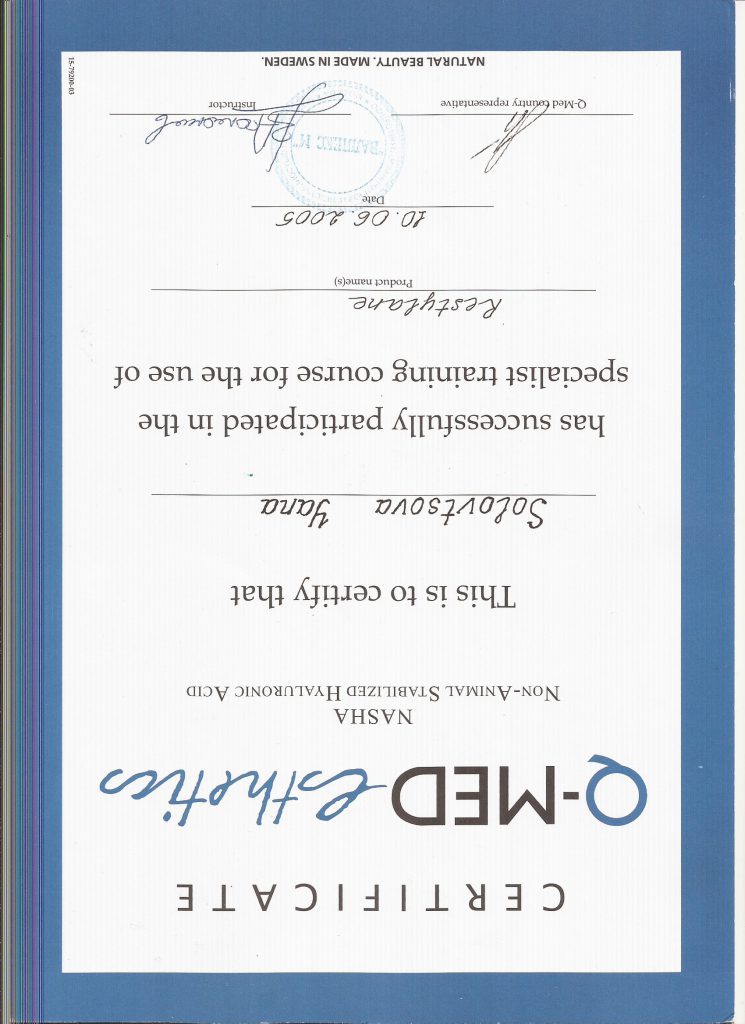 CERTIFICATE
Q-MED esthetics
NASHA
NON-ANIMAL STABILIZED HYALURONIC ACID
This is to certify that
Solovtsova Yana
has successfully participated in the
specialist training course for the use of
Restylane
Product name(s)
10.06.2005
Date
Q-Med country representative
Instructor
"ВАЛЛЕКС М"
NATURAL BEAUTY. MADE IN SWEDEN.
15-79200-03